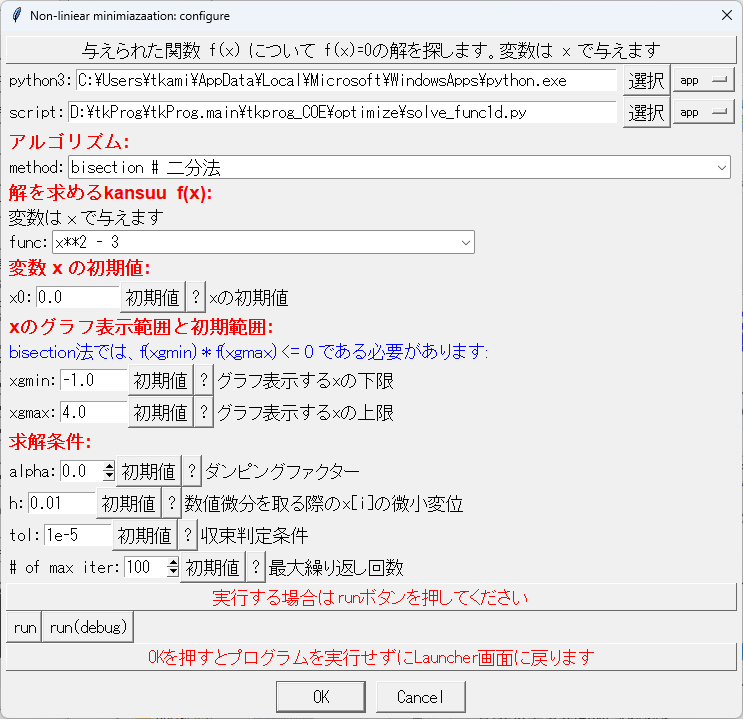 Non-liniear minimiazaation: configure
与えられた関数 f(x) について f(x)=0の解を探します。変数は x で与えます
python3: C:¥Users¥tkami¥AppData¥Local¥Microsoft¥WindowsApps¥python.exe 選択 app
script: D:¥tkProg¥tkProg.main¥tkprog_COE¥optimize¥solve_func1d.py 選択 app
アルゴリズム:
method: bisection # 二分法
解を求めるkansuu f(x):
変数は x で与えます
func: x**2 - 3
変数 x の初期値:
x0: 0.0 初期値 ? xの初期値
xのグラフ表示範囲と初期範囲:
bisection法では、f(xgmin) * f(xgmax) <= 0 である必要があります:
xgmin: -1.0 初期値 ? グラフ表示するxの下限
xgmax: 4.0 初期値 ? グラフ表示するxの上限
求解条件:
alpha: 0.0 初期値 ? ダンピングファクター
h: 0.01 初期値 ? 数値微分を取る際のx[i]の微小変位
tol: 1e-5 初期値 ? 収束判定条件
# of max iter: 100 初期値 ? 最大繰り返し回数
実行する場合は runボタンを押してください
run run(debug)
OKを押すとプログラムを実行せずにLauncher画面に戻ります
OK Cancel